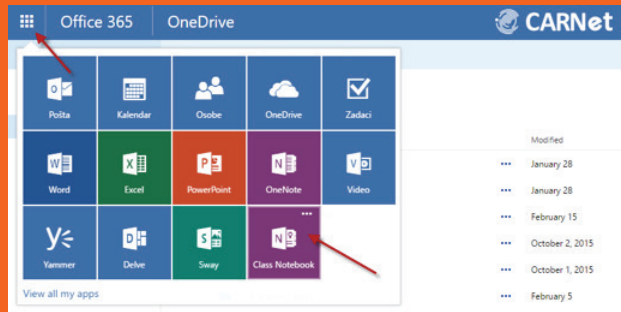 Office 365 OneDrive CARNet
Pošta Kalendar Osobe OneDrive Zadaci
Modified
Word Excel PowerPoint OneNote Video
January 28
January 28
February 15
Yammer Delve Sway Class Notebook
October 2, 2015
October 1, 2015
View all my apps
February 5